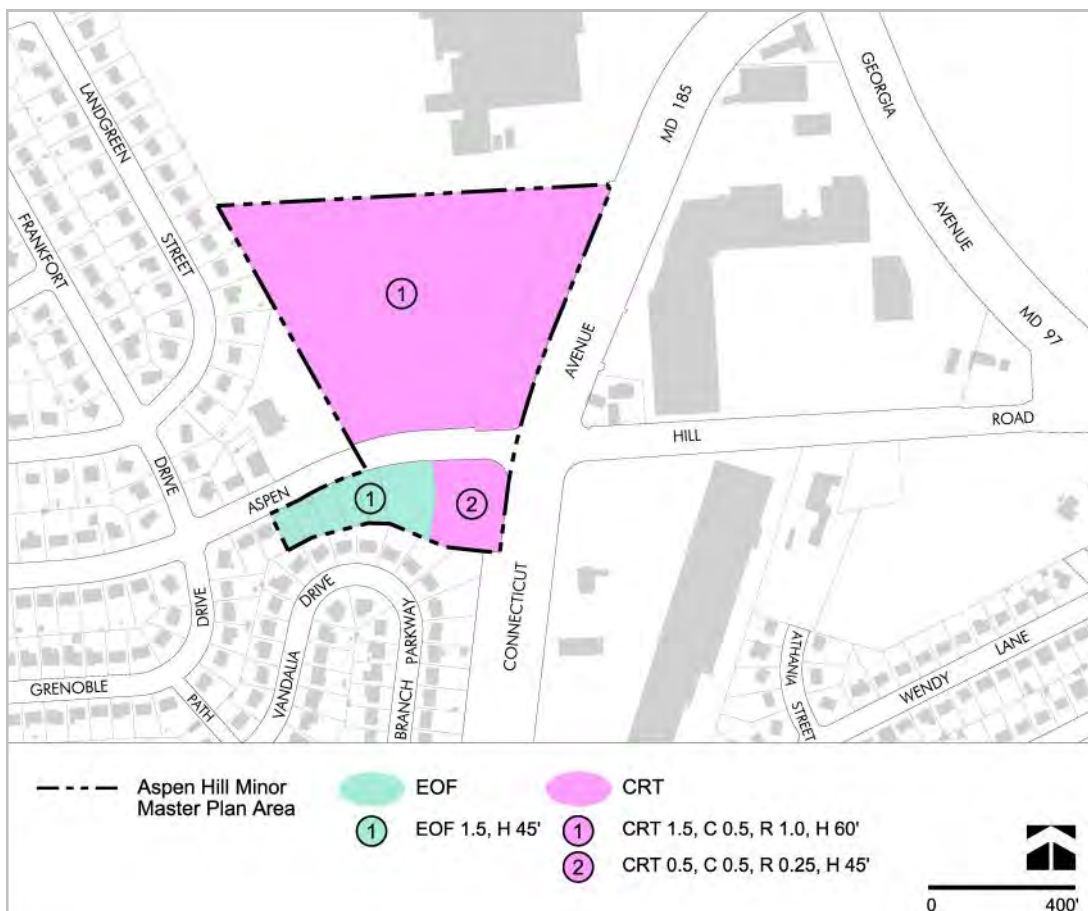 LANDGREEN
STREET
FRANKFORT
DRIVE
MD 185
GEORGIA
AVENUE
MD 97
1
AVENUE
HILL
ROAD
ASPEN
1
2
DRIVE
GRENOBLE
PATH
VANDALIA
DRIVE
BRANCH PARKWAY
CONNECTICUT
ATHANIA
STREET
WENDY
LANE
Aspen Hill Minor
Master Plan Area
EOF
1 EOF 1.5, H 45'
CRT
1 CRT 1.5, C 0.5, R 1.0, H 60'
2 CRT 0.5, C 0.5, R 0.25, H 45'
0 400'